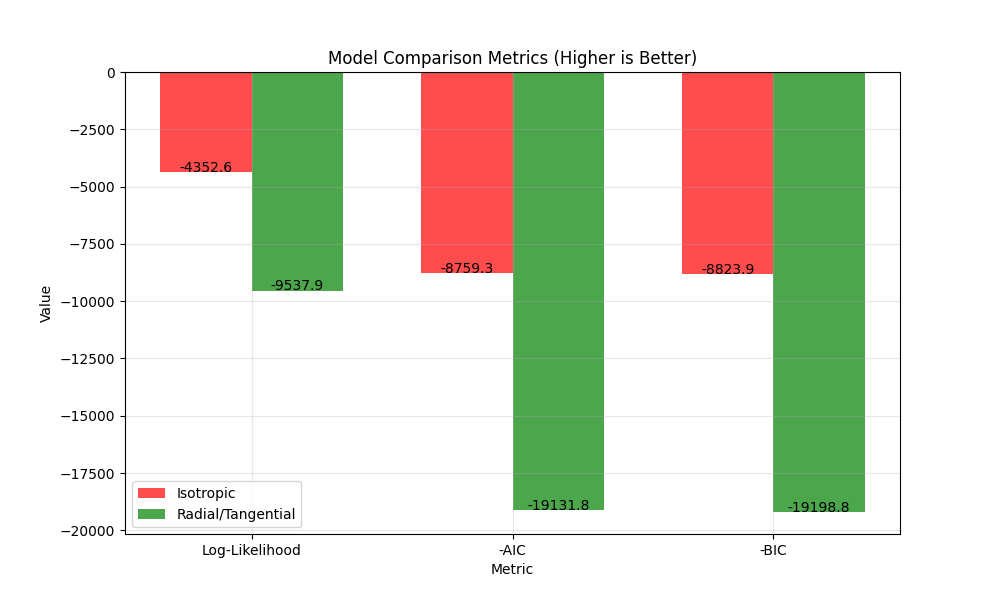 Model Comparison Metrics (Higher is Better)
0
−2500
−5000
−7500
−10000
−12500
−15000
−17500
−20000
Value
-4352.6
-9537.9
-8759.3
-19131.8
-8823.9
-19198.8
Isotropic
Radial/Tangential
Log-Likelihood
-AIC
-BIC
Metric